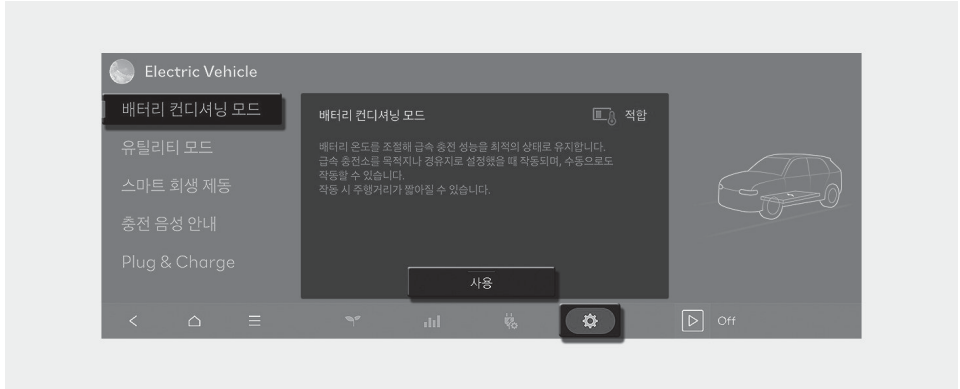 Electric Vehicle
배터리 컨디셔닝 모드
유틸리티 모드
스마트 회생 제동
충전 음성 안내
Plug & Charge
배터리 컨디셔닝 모드
적합
배터리 온도를 조절해 급속 충전 성능을 최적의 상태로 유지합니다.
급속 충전소를 목적지나 경유지로 설정했을 때 작동되며, 수동으로도
작동할 수 있습니다.
작동 시 주행거리가 짧아질 수 있습니다.
사용
Off